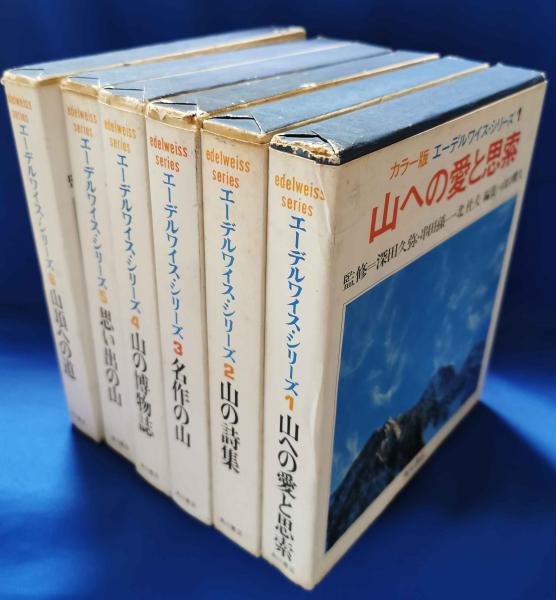 カラー版 エーデルワイス・シリーズ 1
山への愛と思索
監修=深田久弥・串田孫一・北 杜夫
edelweiss series
エーデルワイス・シリーズ 1 山への愛と思索
edelweiss series
エーデルワイス・シリーズ 2 山の詩集
edelweiss series
エーデルワイス・シリーズ 3 名作の山
edelweiss series
エーデルワイス・シリーズ 4 山の博物誌
edelweiss series
エーデルワイス・シリーズ 5 思い出の山
edelweiss series
エーデルワイス・シリーズ 6 山頂への道